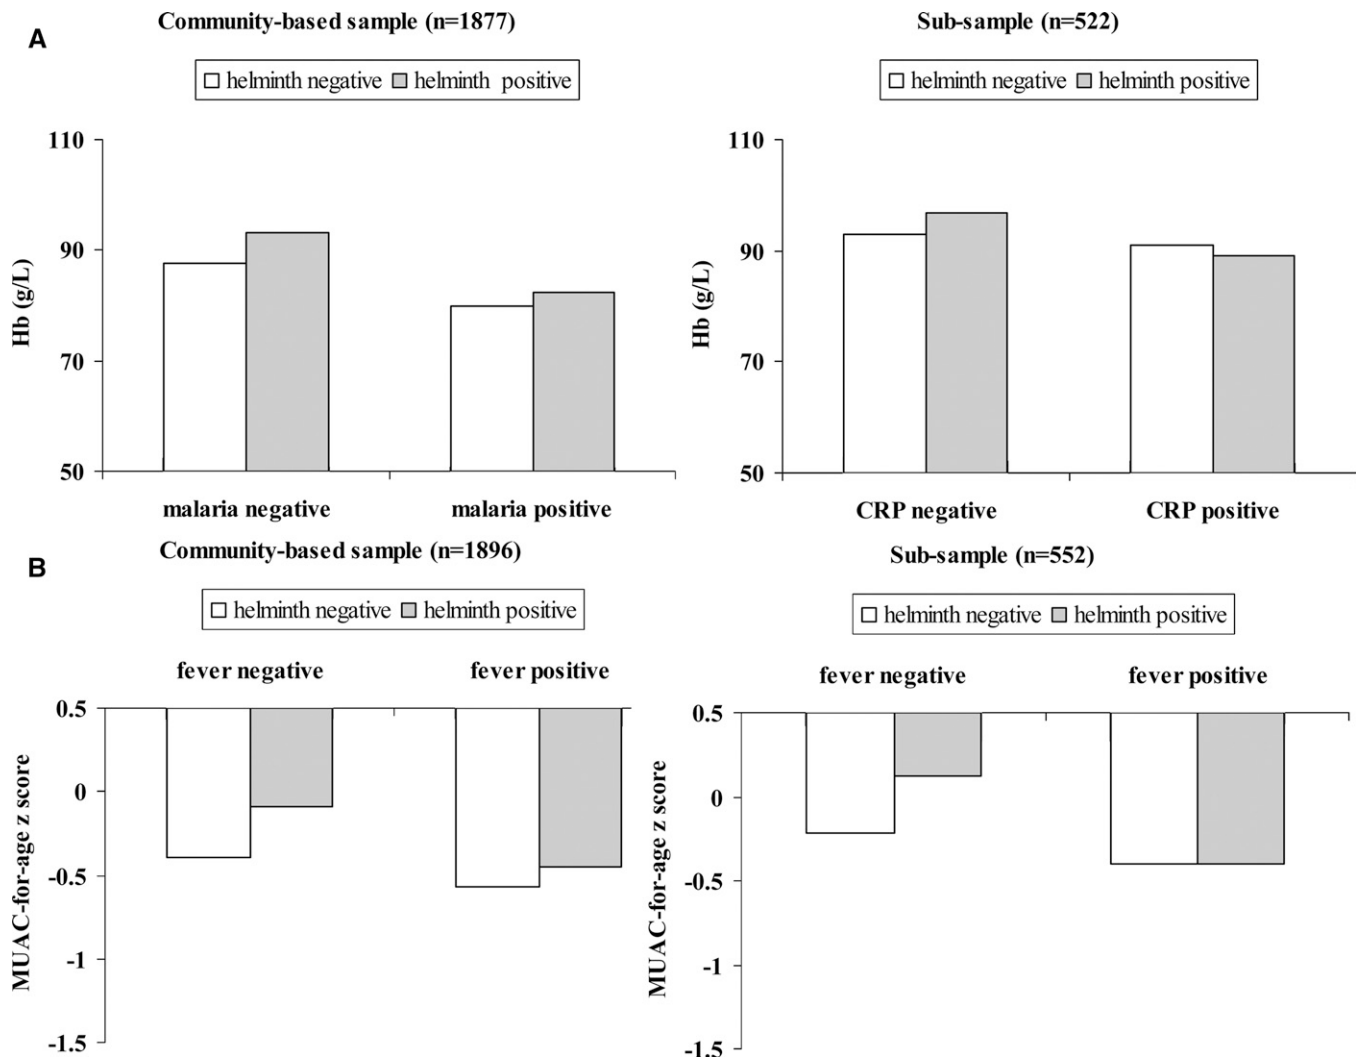 A
Community-based sample (n=1877)
helminth negative helminth positive
110
90
70
50
Hb (g/L)
malaria negative malaria positive
Sub-sample (n=522)
helminth negative helminth positive
110
90
70
50
Hb (g/L)
CRP negative CRP positive
B
Community-based sample (n=1896)
helminth negative helminth positive
fever negative fever positive
0.5
0
-0.5
-1
-1.5
MUAC-for-age z score
Sub-sample (n=552)
helminth negative helminth positive
fever negative fever positive
0.5
0
-0.5
-1
-1.5
MUAC-for-age z score